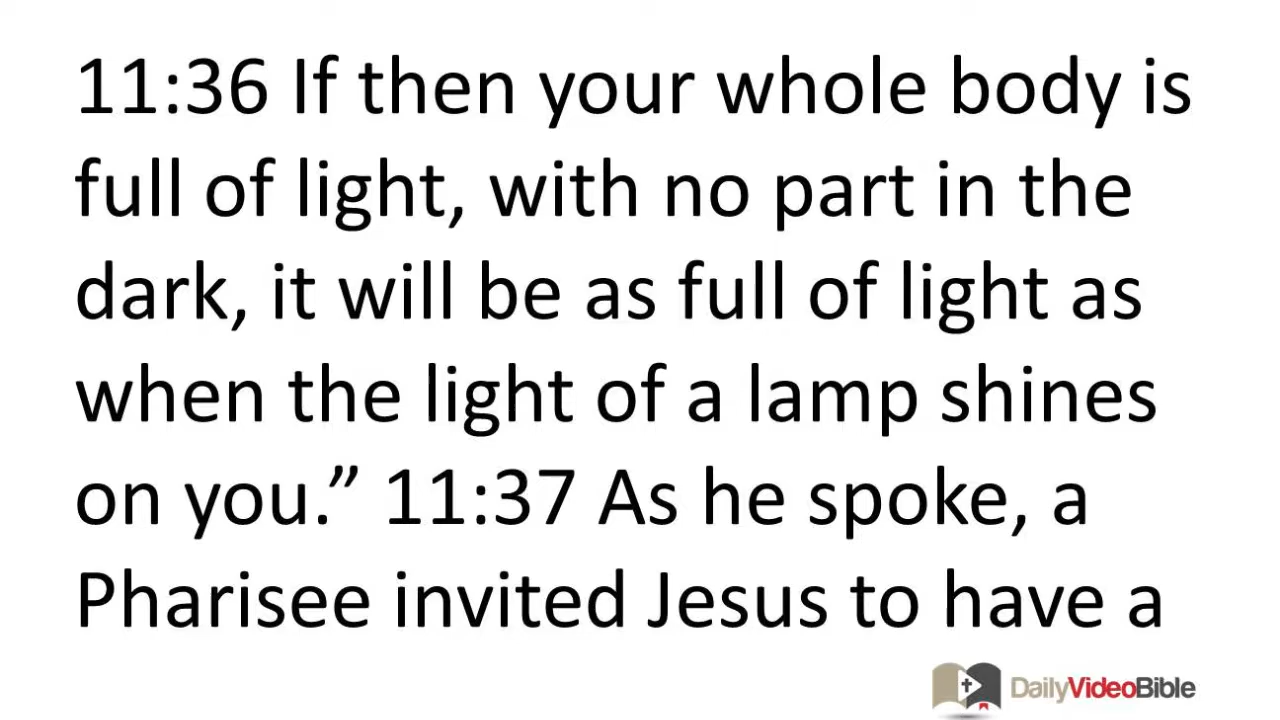 11:36 If then your whole body is
full of light, with no part in the
dark, it will be as full of light as
when the light of a lamp shines
on you.” 11:37 As he spoke, a
Pharisee invited Jesus to have a
DailyVideoBible